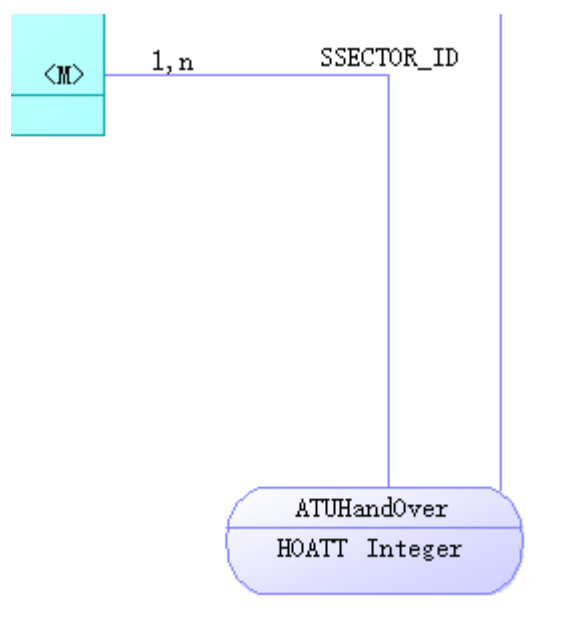 <M>
1,n
SSECTOR_ID
ATUHandOver
HOATT Integer